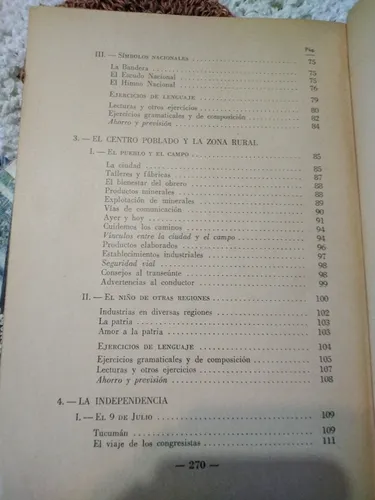 Pág.
III. — Símbolos nacionales 75
La Bandera 75
El Escudo Nacional 75
El Himno Nacional 76
Ejercicios de lenguaje 79
Lecturas y otros ejercicios 80
Ejercicios gramaticales y de composición 82
Ahorro y previsión 84
3. — EL CENTRO POBLADO Y LA ZONA RURAL
I. — El pueblo y el campo 85
La ciudad 85
Talleres y fábricas 87
El bienestar del obrero 88
Productos minerales 88
Explotación de minerales 89
Vías de comunicación 90
Ayer y hoy 91
Cuidemos los caminos 94
Vínculos entre la ciudad y el campo 94
Productos elaborados 96
Establecimientos industriales 97
Seguridad vial 98
Consejos al transeúnte 98
Advertencias al conductor 99
II. — El niño de otras regiones 100
Industrias en diversas regiones 102
La patria 103
Amor a la patria 103
Ejercicios de lenguaje 104
Ejercicios gramaticales y de composición 105
Lecturas y otros ejercicios 107
Ahorro y previsión 108
4. — LA INDEPENDENCIA
I. — El 9 de Julio 109
Tucumán 109
El viaje de los congresistas 111
— 270 —